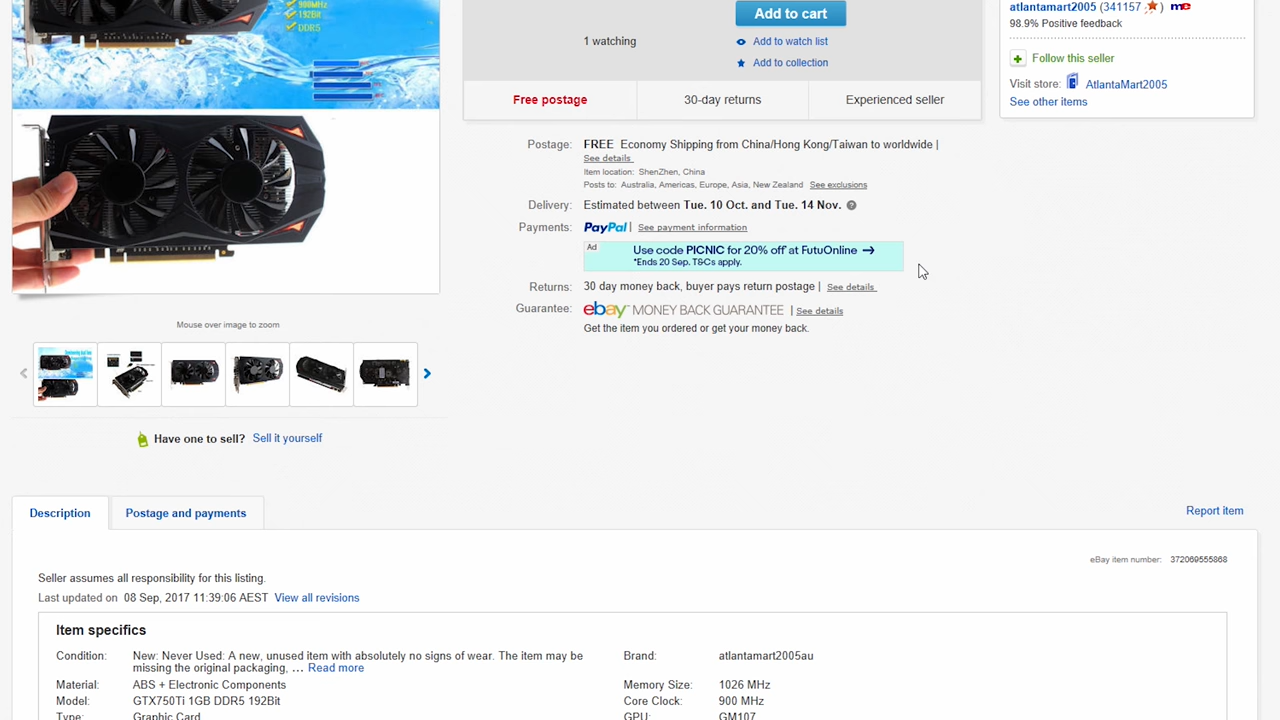 900MHz
192Bit
DDR5
Add to cart
1 watching
Add to watch list
Add to collection
Free postage
30-day returns
Experienced seller
atlantamart2005 (341157 ) me
98.9% Positive feedback
Follow this seller
Visit store: AtlantaMart2005
See other items
Postage: FREE Economy Shipping from China/Hong Kong/Taiwan to worldwide |
See details
Item location: ShenZhen, China
Posts to: Australia, Americas, Europe, Asia, New Zealand See exclusions
Delivery: Estimated between Tue. 10 Oct. and Tue. 14 Nov. ?
Payments: PayPal | See payment information
Ad Use code PICNIC for 20% off at FutuOnline →
*Ends 20 Sep. T&Cs apply.
Returns: 30 day money back, buyer pays return postage | See details
Guarantee: ebay MONEY BACK GUARANTEE | See details
Get the item you ordered or get your money back.
Mouse over image to zoom
Have one to sell? Sell it yourself
Description
Postage and payments
Report item
eBay item number: 372069555868
Seller assumes all responsibility for this listing.
Last updated on 08 Sep, 2017 11:39:06 AEST View all revisions
Item specifics
Condition: New: Never Used: A new, unused item with absolutely no signs of wear. The item may be
missing the original packaging, ... Read more
Brand: atlantamart2005au
Material: ABS + Electronic Components
Memory Size: 1026 MHz
Model: GTX750Ti 1GB DDR5 192Bit
Core Clock: 900 MHz
Type: Graphic Card
GPU: GM107